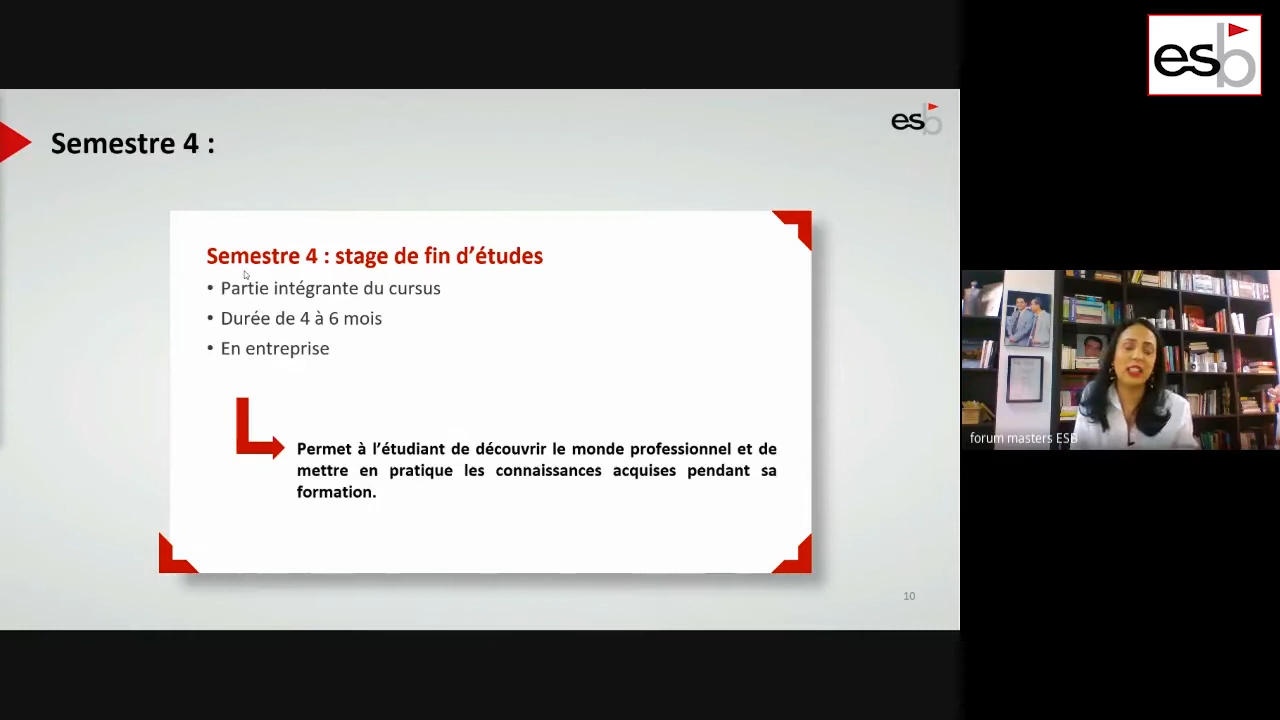 esb
esb
Semestre 4 :
Semestre 4 : stage de fin d’études
• Partie intégrante du cursus
• Durée de 4 à 6 mois
• En entreprise
Permet à l’étudiant de découvrir le monde professionnel et de
mettre en pratique les connaissances acquises pendant sa
formation.
10
forum masters ESB